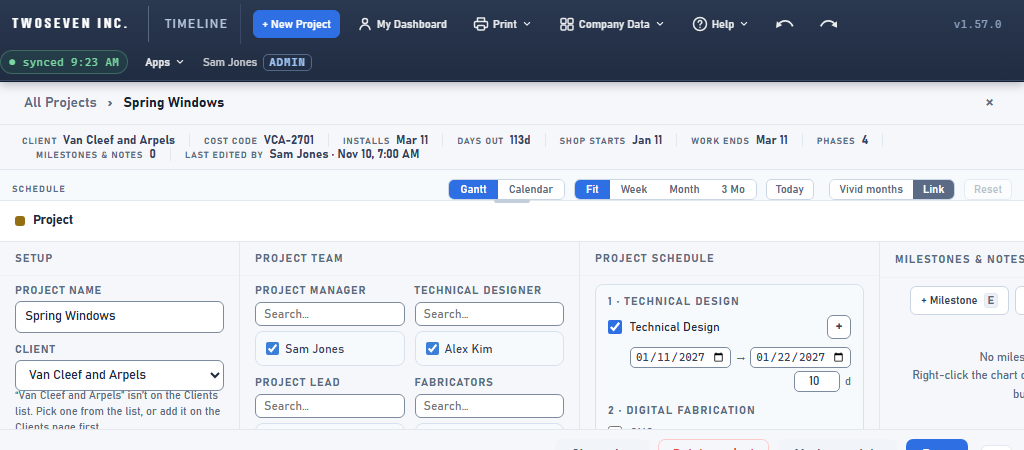 TWOSEVEN INC. TIMELINE + New Project My Dashboard Print Company Data Help v1.57.0
synced 9:23 AM Apps Sam Jones ADMIN
All Projects › Spring Windows ×
CLIENT Van Cleef and Arpels COST CODE VCA-2701 INSTALLS Mar 11 DAYS OUT 113d SHOP STARTS Jan 11 WORK ENDS Mar 11 PHASES 4
MILESTONES & NOTES 0 LAST EDITED BY Sam Jones · Nov 10, 7:00 AM
SCHEDULE Gantt Calendar Fit Week Month 3 Mo Today Vivid months Link Reset
Project
SETUP PROJECT TEAM PROJECT SCHEDULE MILESTONES & NOTES
PROJECT NAME PROJECT MANAGER TECHNICAL DESIGNER 1 · TECHNICAL DESIGN + Milestone E
Spring Windows Search… Search… Technical Design +
CLIENT Sam Jones Alex Kim 01/11/2027 → 01/22/2027 No miles
Van Cleef and Arpels PROJECT LEAD FABRICATORS 10 d Right-click the chart
"Van Cleef and Arpels" isn't on the Clients bu
list. Pick one from the list, or add it on the Search… Search… 2 · DIGITAL FABRICATION
Clients page first.